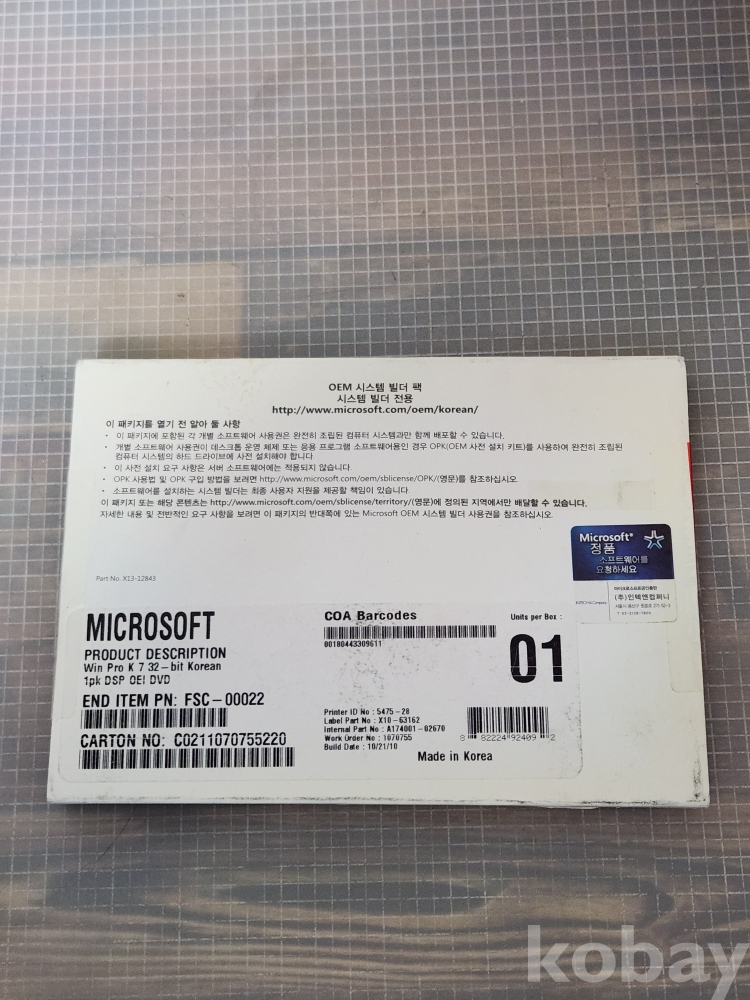 OEM 시스템 빌더 팩
시스템 빌더 전용
http://www.microsoft.com/oem/korean/
이 패키지를 열기 전 알아 둘 사항
• 이 패키지에 포함된 각 개별 소프트웨어 사용권은 완전히 조립된 컴퓨터 시스템과만 함께 배포할 수 있습니다.
• 개별 소프트웨어 사용권이 데스크톱 운영 체제 또는 응용 프로그램 소프트웨어용인 경우 OPK(OEM 사전 설치 키트)를 사용하여 완전히 조립된
컴퓨터 시스템의 하드 드라이브에 사전 설치해야 합니다.
• 이 사전 설치 요구 사항은 서버 소프트웨어에는 적용되지 않습니다.
• OPK 사용법 및 OPK 구입 방법을 보려면 http://www.microsoft.com/oem/sblicense/OPK/(영문)를 참조하십시오.
• 소프트웨어를 설치하는 시스템 빌더는 최종 사용자 지원을 제공할 책임이 있습니다.
이 패키지 또는 해당 콘텐츠는 http://www.microsoft.com/oem/sblicense/territory/(영문)에 정의된 지역에서만 배달할 수 있습니다.
자세한 내용 및 전반적인 요구 사항을 보려면 이 패키지의 반대쪽에 있는 Microsoft OEM 시스템 빌더 사용권을 참조하십시오.
Microsoft®
정품
소프트웨어를
요청하세요
Part No. X13-12843
(주)인텍앤컴퍼니
MICROSOFT
PRODUCT DESCRIPTION
Win Pro K 7 32-bit Korean
1pk DSP OEI DVD
END ITEM PN: FSC-00022
CARTON NO: C0211070755220
COA Barcodes
00180443309611
Units per Box :
01
Printer ID No : 5475-28
Label Part No : X10-63162
Internal Part No : A174001-02670
Work Order No : 1070755
Build Date : 10/21/10
8 82224 92409 2
Made in Korea
kobay